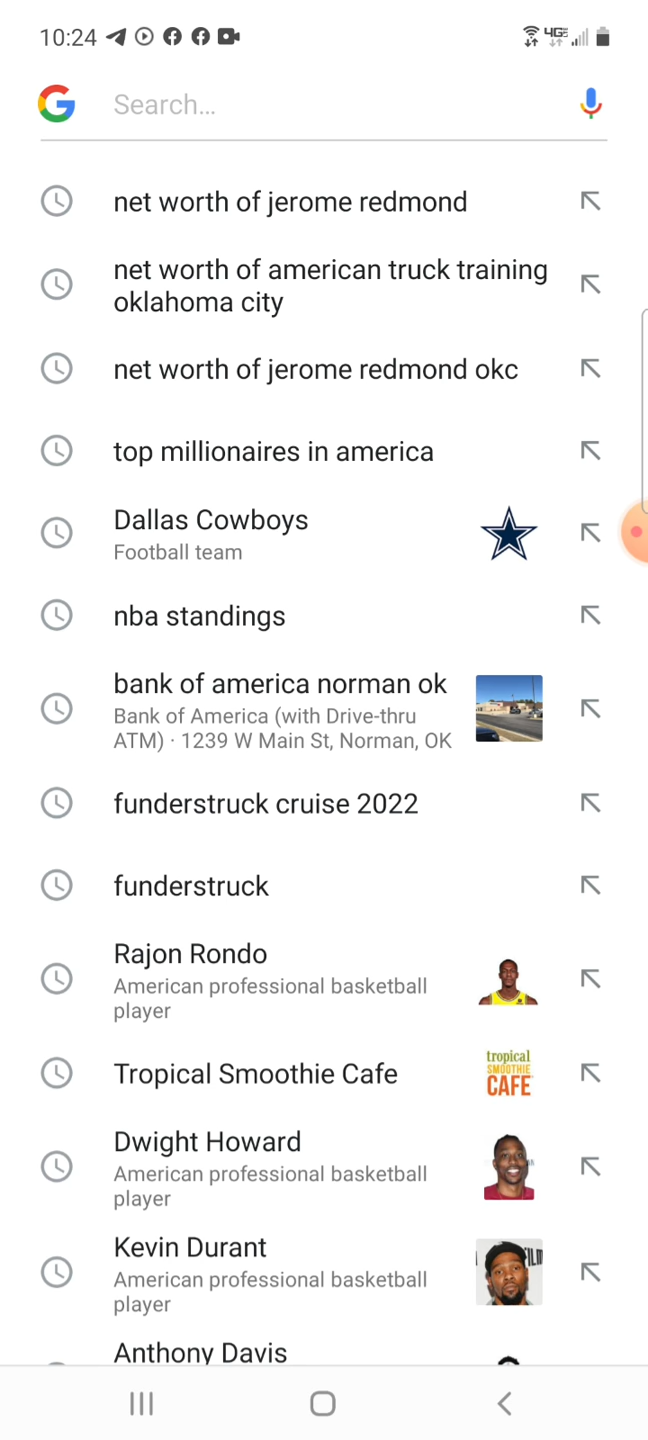 10:24
4GE
Search...
net worth of jerome redmond
net worth of american truck training
oklahoma city
net worth of jerome redmond okc
top millionaires in america
Dallas Cowboys
Football team
nba standings
bank of america norman ok
Bank of America (with Drive-thru
ATM) · 1239 W Main St, Norman, OK
funderstruck cruise 2022
funderstruck
Rajon Rondo
American professional basketball
player
Tropical Smoothie Cafe
tropical
SMOOTHIE
CAFE
Dwight Howard
American professional basketball
player
Kevin Durant
American professional basketball
player
Anthony Davis